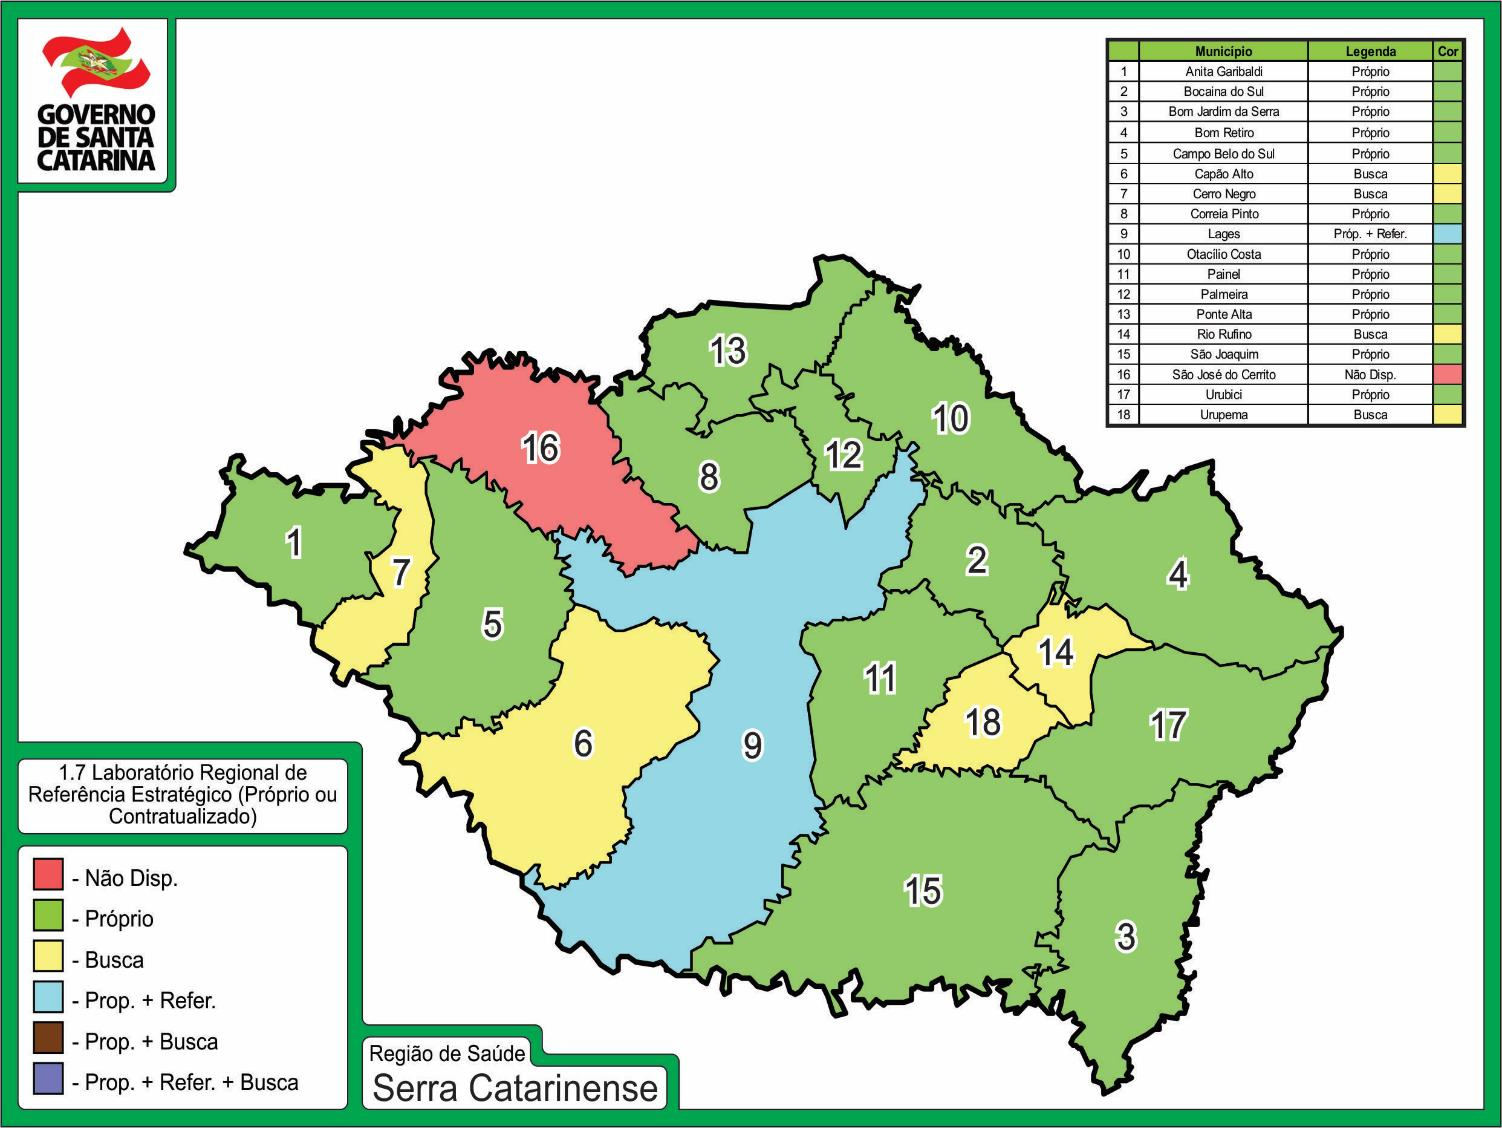 GOVERNO
DE SANTA
CATARINA
Município Legenda Cor
1 Anita Garibaldi Próprio
2 Bocaina do Sul Próprio
3 Bom Jardim da Serra Próprio
4 Bom Retiro Próprio
5 Campo Belo do Sul Próprio
6 Capão Alto Busca
7 Cerro Negro Busca
8 Correia Pinto Próprio
9 Lages Próp. + Refer.
10 Otacílio Costa Próprio
11 Painel Próprio
12 Palmeira Próprio
13 Ponte Alta Próprio
14 Rio Rufino Busca
15 São Joaquim Próprio
16 São José do Cerrito Não Disp.
17 Urubici Próprio
18 Urupema Busca
13
10
16
12
8
1
2
7
4
5
14
11
18
17
6
9
15
3
1.7 Laboratório Regional de
Referência Estratégico (Próprio ou
Contratualizado)
- Não Disp.
- Próprio
- Busca
- Prop. + Refer.
- Prop. + Busca
- Prop. + Refer. + Busca
Região de Saúde
Serra Catarinense